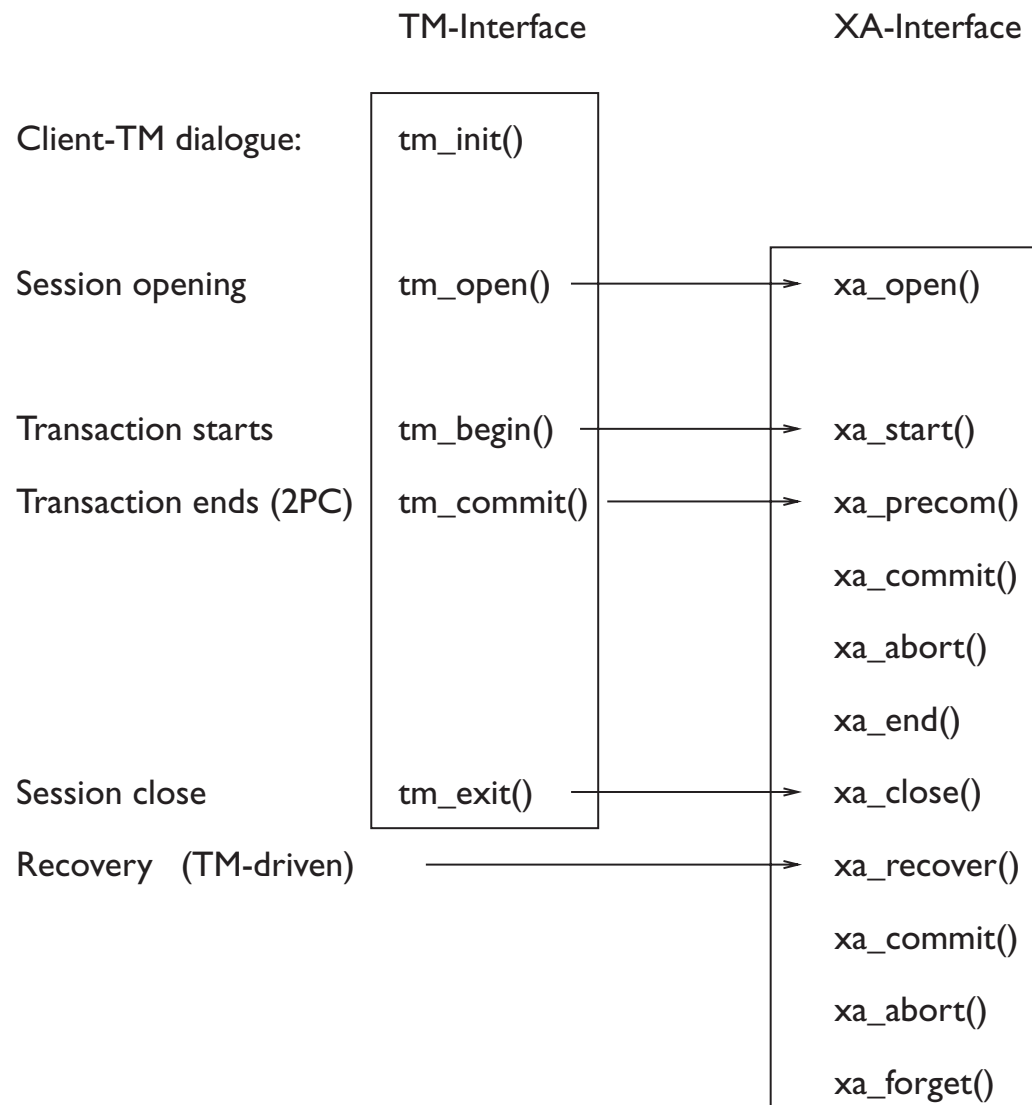 TM-Interface XA-Interface
Client-TM dialogue: tm_init()
Session opening tm_open() xa_open()
Transaction starts tm_begin() xa_start()
Transaction ends (2PC) tm_commit() xa_precom()
xa_commit()
xa_abort()
xa_end()
Session close tm_exit() xa_close()
Recovery (TM-driven) xa_recover()
xa_commit()
xa_abort()
xa_forget()